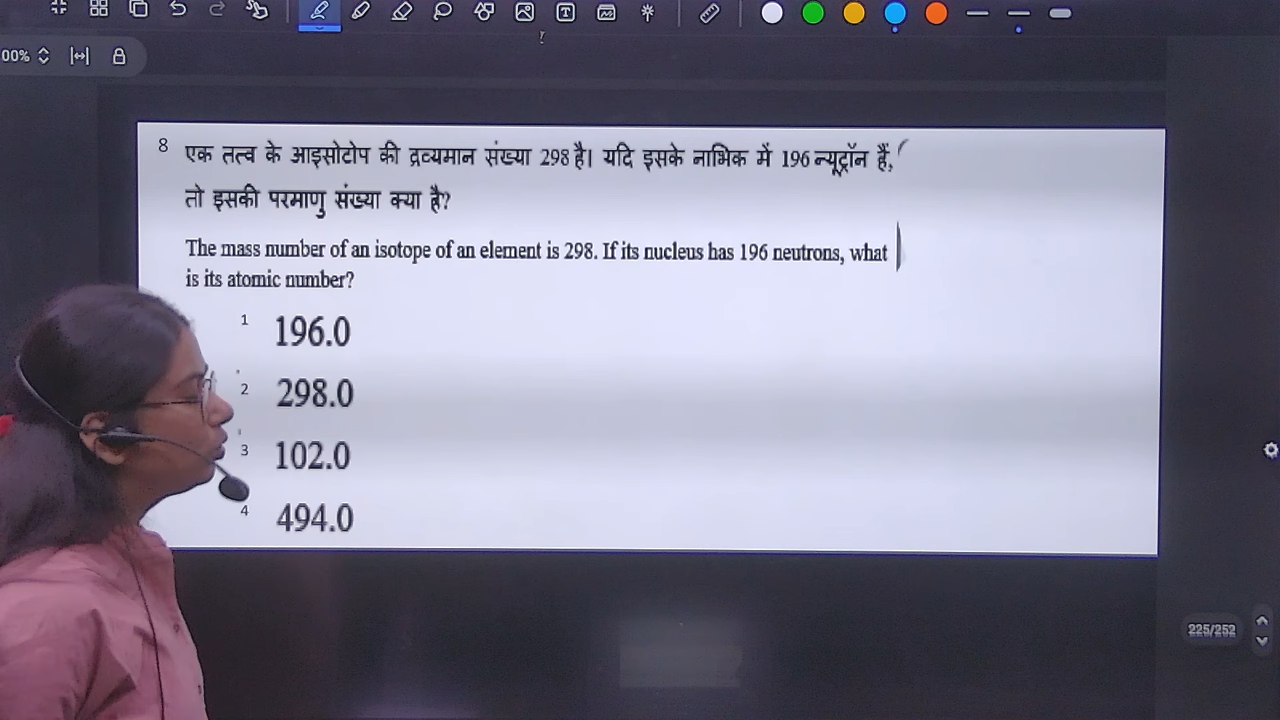 00%
8
एक तत्व के आइसोटोप की द्रव्यमान संख्या 298 है। यदि इसके नाभिक में 196 न्यूट्रॉन हैं,
तो इसकी परमाणु संख्या क्या है?
The mass number of an isotope of an element is 298. If its nucleus has 196 neutrons, what
is its atomic number?
1 196.0
2 298.0
3 102.0
4 494.0
225/252